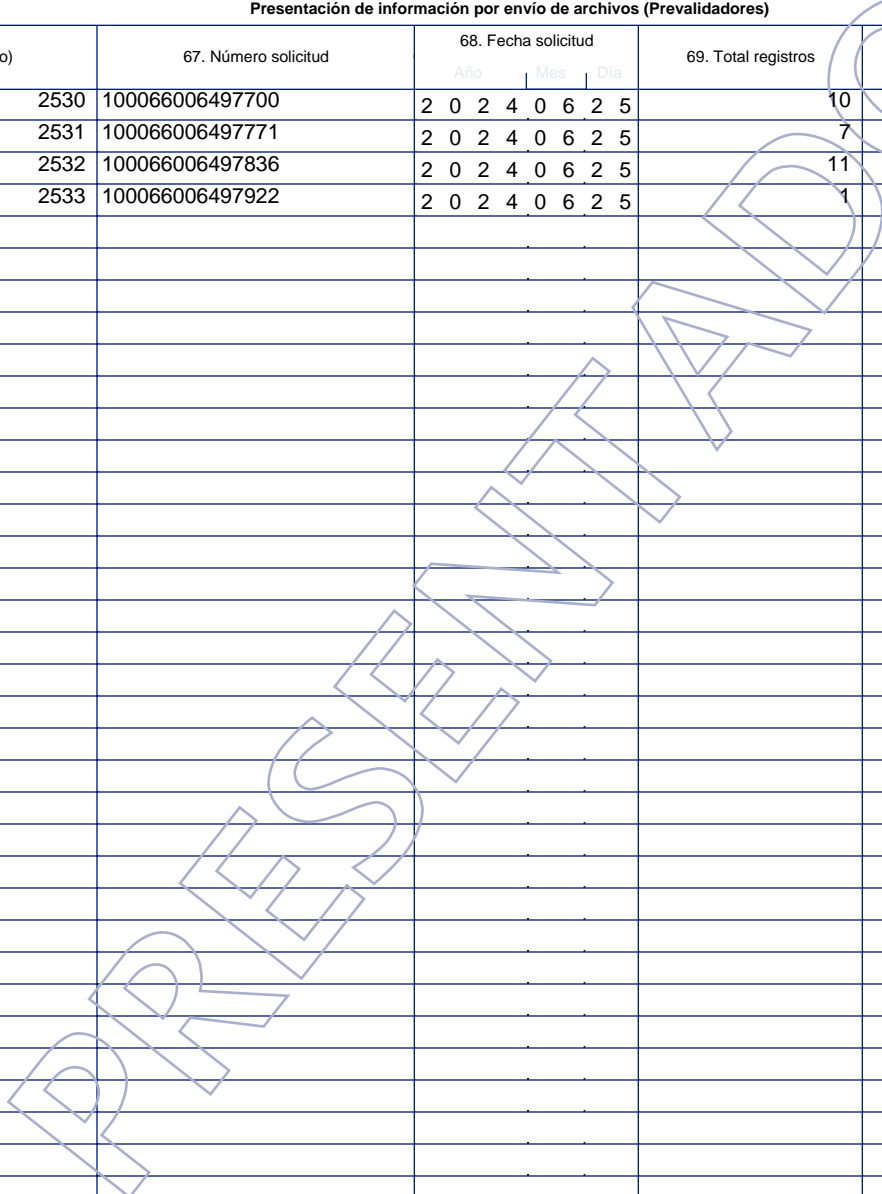 Presentación de información por envío de archivos (Prevalidadores)
o) 67. Número solicitud 68. Fecha solicitud 69. Total registros
Año Mes Día
2530 100066006497700 2 0 2 4 0 6 2 5 10
2531 100066006497771 2 0 2 4 0 6 2 5 7
2532 100066006497836 2 0 2 4 0 6 2 5 11
2533 100066006497922 2 0 2 4 0 6 2 5 1
PRESENTADO